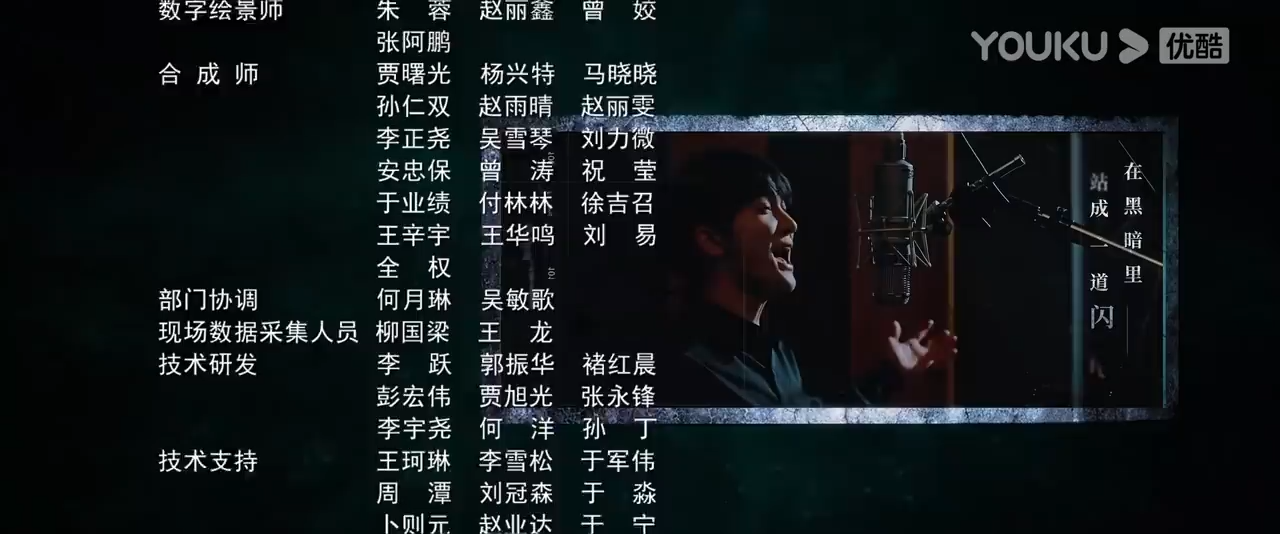 数字绘景师 朱 蓉 赵丽鑫 曾 姣
张阿鹏
合成师 贾曙光 杨兴特 马晓晓
孙仁双 赵雨晴 赵丽雯
李正尧 吴雪琴 刘力微
安忠保 曾 涛 祝 莹
于业绩 付林林 徐吉召
王辛宇 王华鸣 刘 易
全 权
部门协调 何月琳 吴敏歌
现场数据采集人员 柳国梁 王 龙
技术研发 李 跃 郭振华 褚红晨
彭宏伟 贾旭光 张永锋
李宇尧 何 洋 孙 丁
技术支持 王珂琳 李雪松 于军伟
周 潭 刘冠森 于 淼
卜则元 赵业达 于 宁
YOUKU 优酷
在黑暗里
站成一道闪